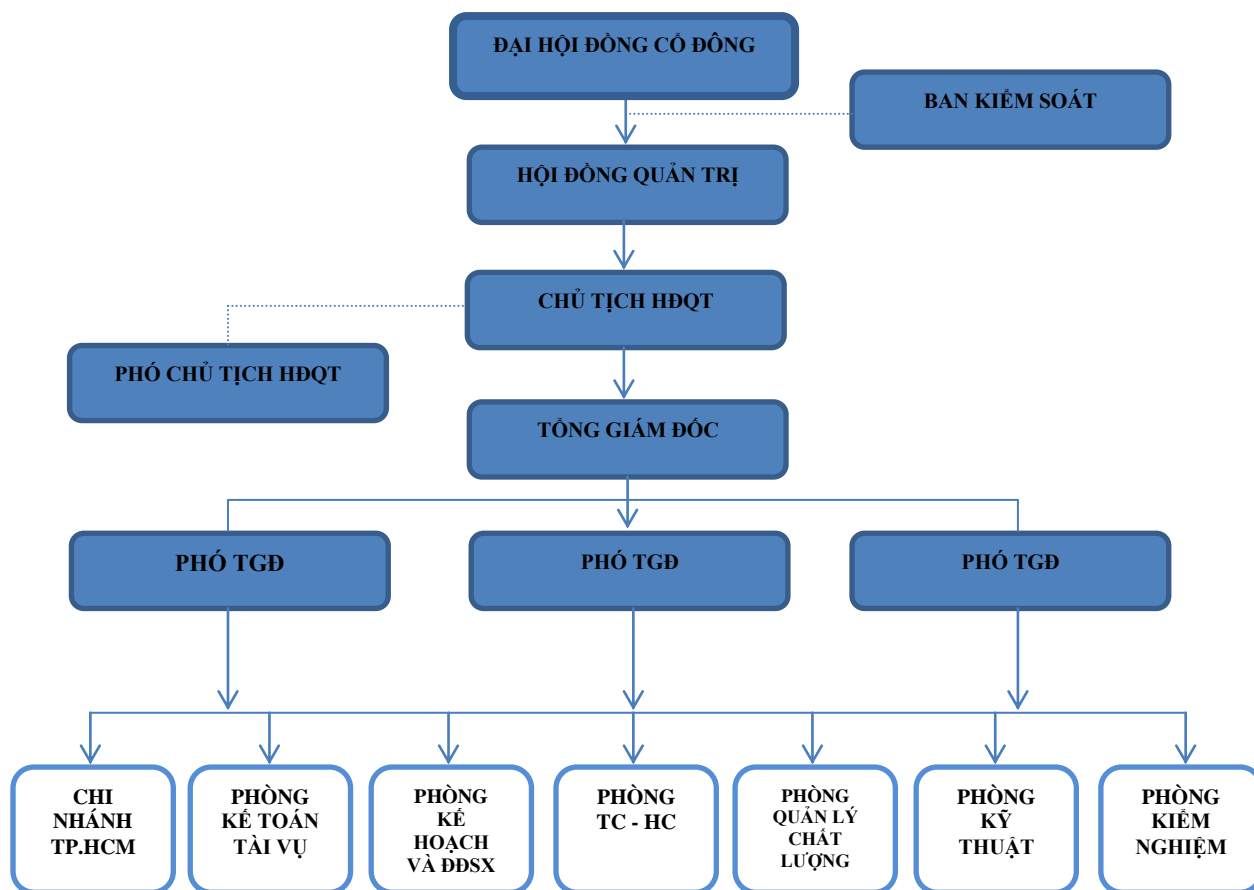 ĐẠI HỘI ĐỒNG CỔ ĐÔNG
BAN KIỂM SOÁT
HỘI ĐỒNG QUẢN TRỊ
CHỦ TỊCH HĐQT
PHÓ CHỦ TỊCH HĐQT
TỔNG GIÁM ĐỐC
PHÓ TGĐ
PHÓ TGĐ
PHÓ TGĐ
CHI
NHÁNH
TP.HCM
PHÒNG
KẾ TOÁN
TÀI VỤ
PHÒNG
KẾ
HOẠCH
VÀ ĐĐSX
PHÒNG
TC - HC
PHÒNG
QUẢN LÝ
CHẤT
LƯỢNG
PHÒNG
KỸ
THUẬT
PHÒNG
KIỂM
NGHIỆM